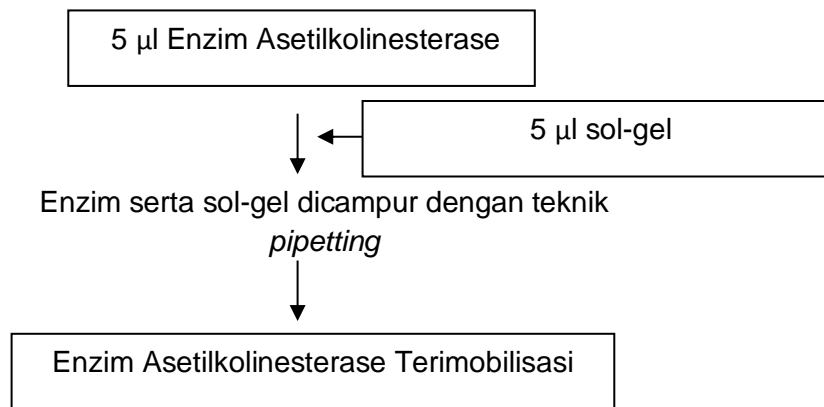 5 µl Enzim Asetilkolinesterase
5 µl sol-gel
Enzim serta sol-gel dicampur dengan teknik
pipetting
Enzim Asetilkolinesterase Terimobilisasi